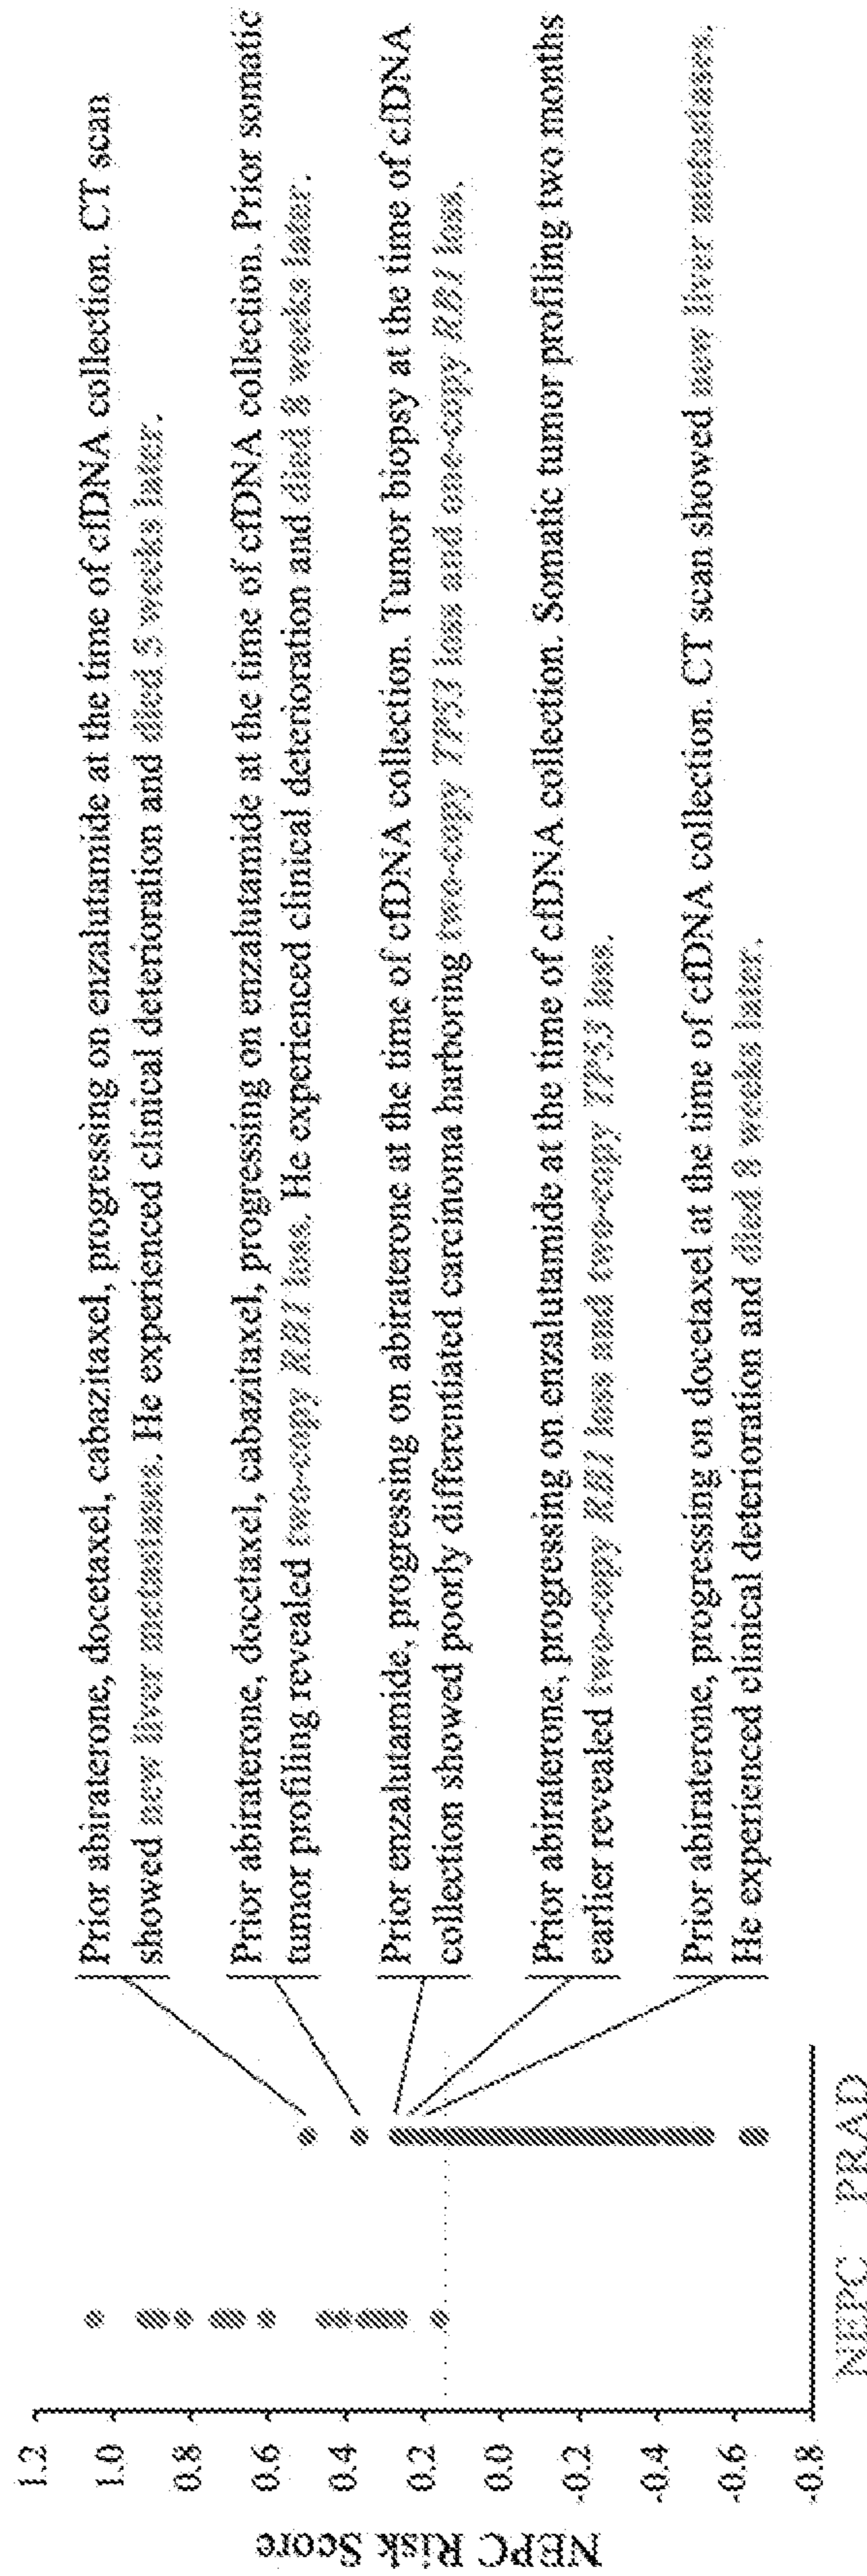 NEPC Risk Score
1.2
1.0
0.8
0.6
0.4
0.2
0.0
-0.2
-0.4
-0.6
-0.8
NEPC PRAD
Prior abiraterone, docetaxel, cabazitaxel, progressing on enzalutamide at the time of cfDNA collection. CT scan
showed new liver metastases. He experienced clinical deterioration and died 5 weeks later.
Prior abiraterone, docetaxel, cabazitaxel, progressing on enzalutamide at the time of cfDNA collection. Prior somatic
tumor profiling revealed two-copy RB1 loss. He experienced clinical deterioration and died 8 weeks later.
Prior enzalutamide, progressing on abiraterone at the time of cfDNA collection. Tumor biopsy at the time of cfDNA
collection showed poorly differentiated carcinoma harboring two-copy TP53 loss and one-copy RB1 loss.
Prior abiraterone, progressing on enzalutamide at the time of cfDNA collection. Somatic tumor profiling two months
earlier revealed two-copy RB1 loss and two-copy TP53 loss.
Prior abiraterone, progressing on docetaxel at the time of cfDNA collection. CT scan showed new liver metastases.
He experienced clinical deterioration and died 8 weeks later.